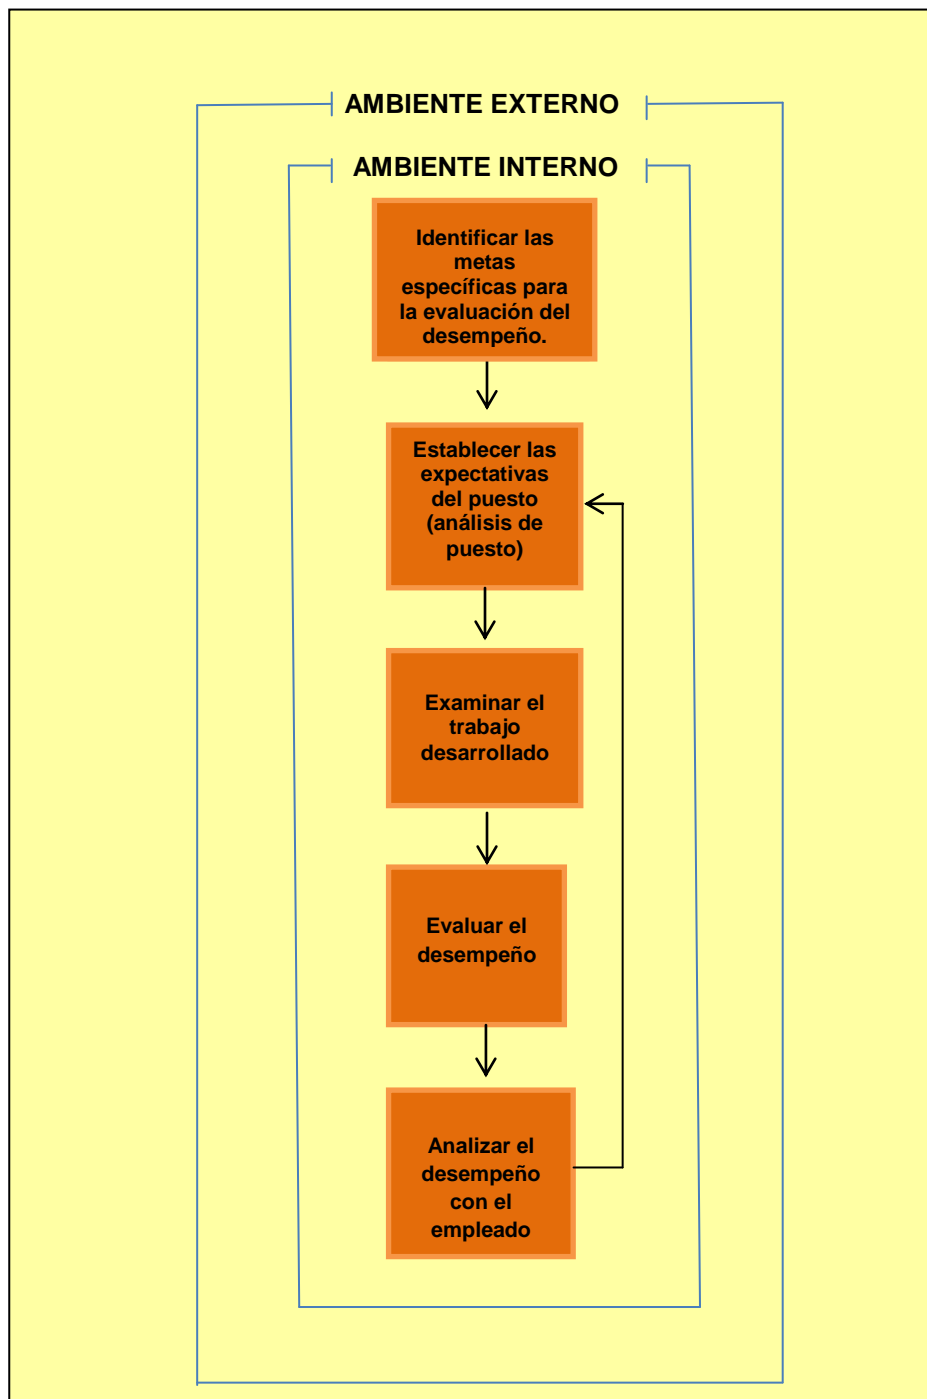 AMBIENTE EXTERNO
AMBIENTE INTERNO
Identificar las
metas
específicas para
la evaluación del
desempeño.
Establecer las
expectativas
del puesto
(análisis de
puesto)
Examinar el
trabajo
desarrollado
Evaluar el
desempeño
Analizar el
desempeño
con el
empleado